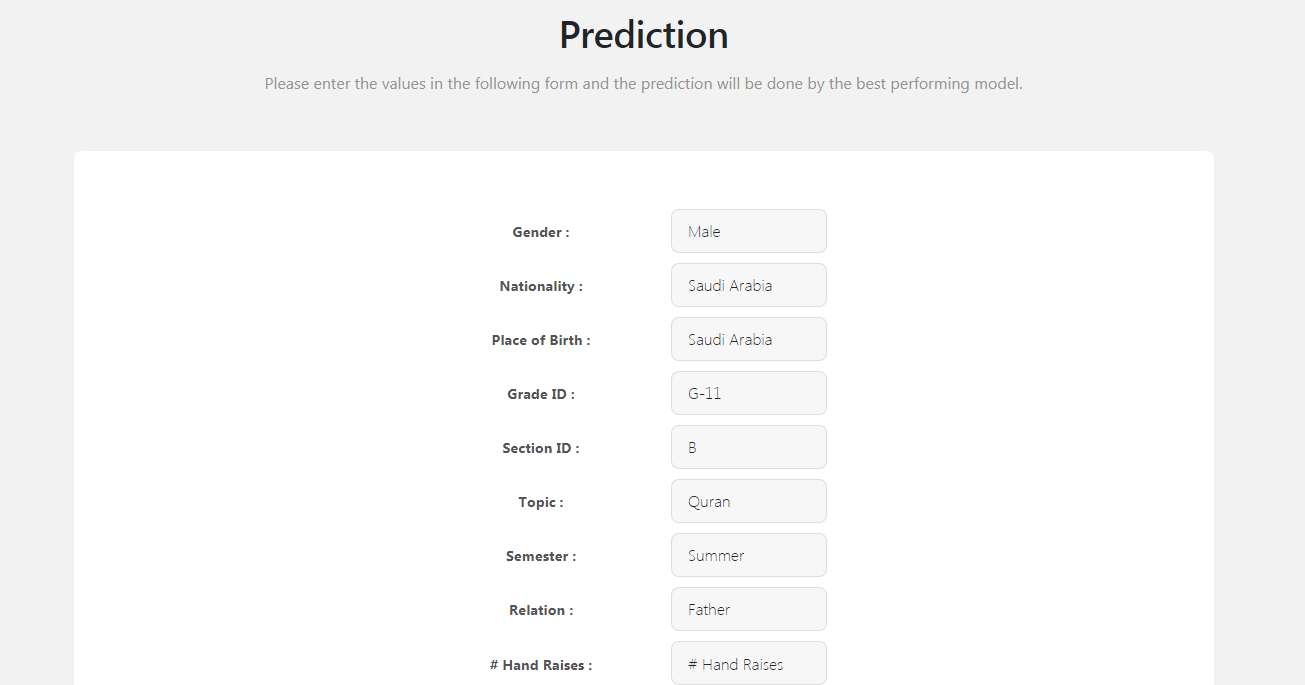 Prediction
Please enter the values in the following form and the prediction will be done by the best performing model.
Gender : Male
Nationality : Saudi Arabia
Place of Birth : Saudi Arabia
Grade ID : G-11
Section ID : B
Topic : Quran
Semester : Summer
Relation : Father
# Hand Raises : # Hand Raises